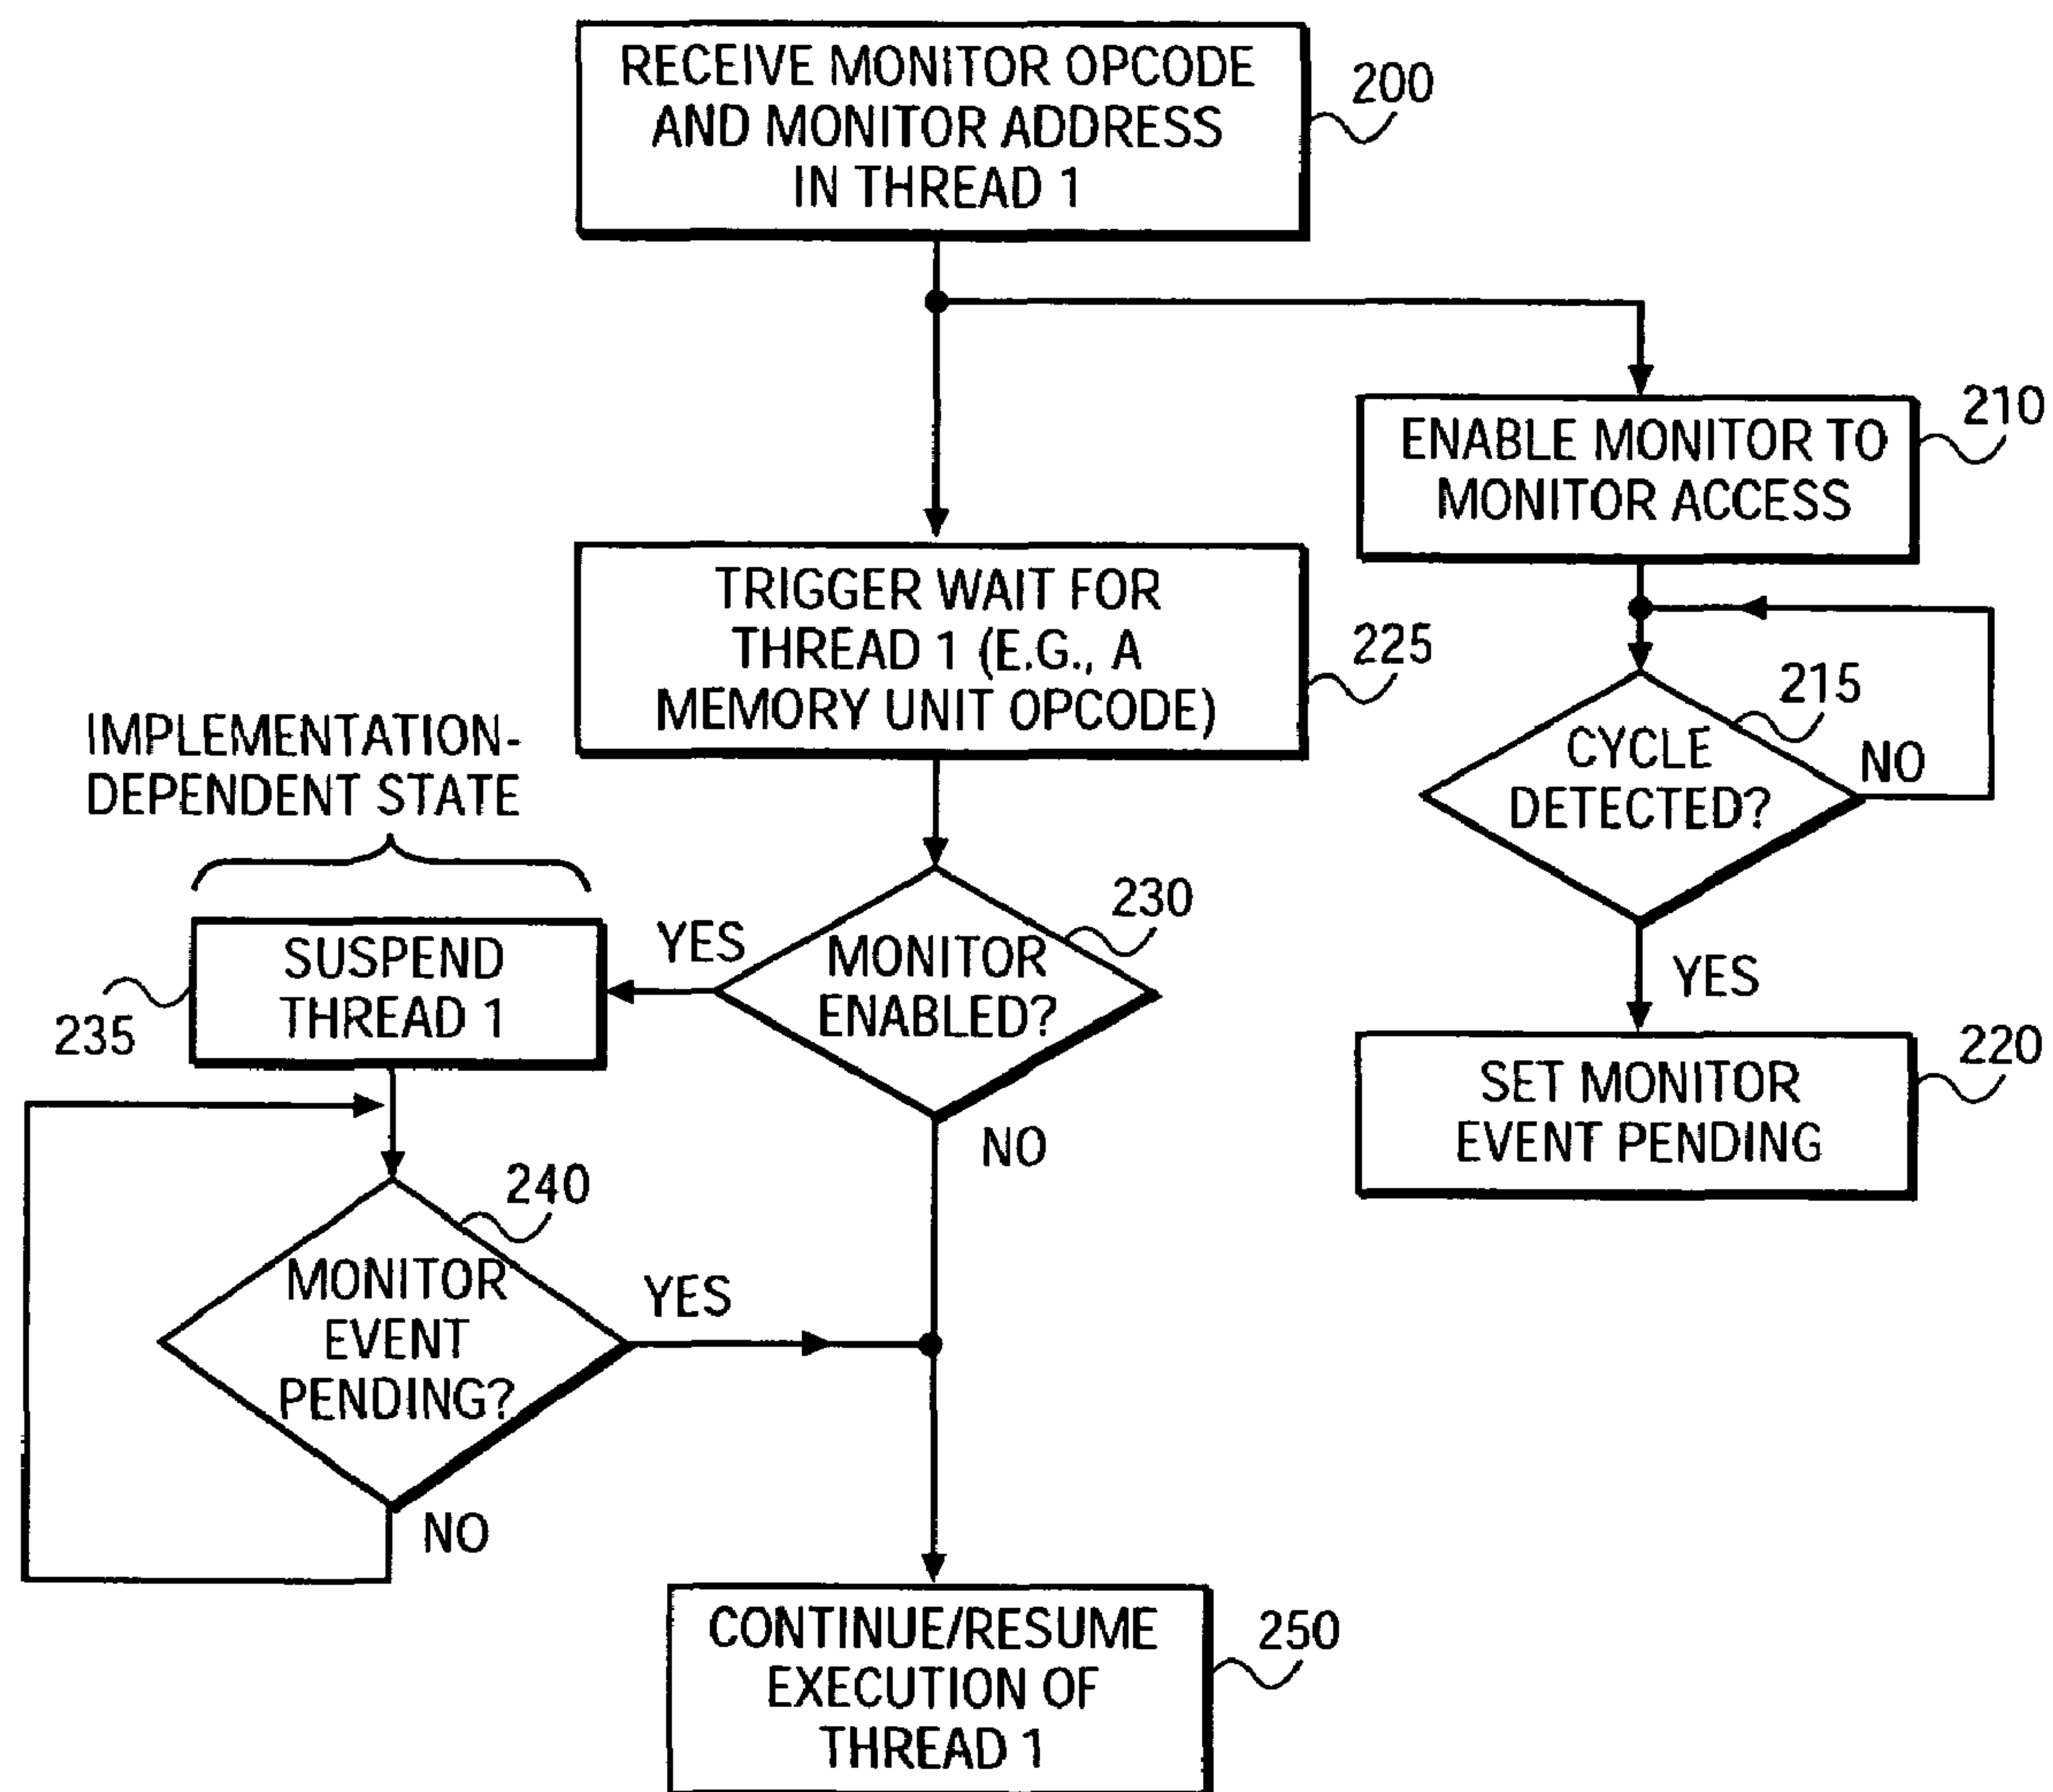 RECEIVE MONITOR OPCODE
AND MONITOR ADDRESS
IN THREAD 1
200
ENABLE MONITOR TO
MONITOR ACCESS
210
TRIGGER WAIT FOR
THREAD 1 (E.G., A
MEMORY UNIT OPCODE)
225
CYCLE
DETECTED?
215
NO
YES
IMPLEMENTATION-
DEPENDENT STATE
SUSPEND
THREAD 1
235
YES
MONITOR
ENABLED?
230
NO
SET MONITOR
EVENT PENDING
220
MONITOR
EVENT
PENDING?
240
YES
NO
CONTINUE/RESUME
EXECUTION OF
THREAD 1
250